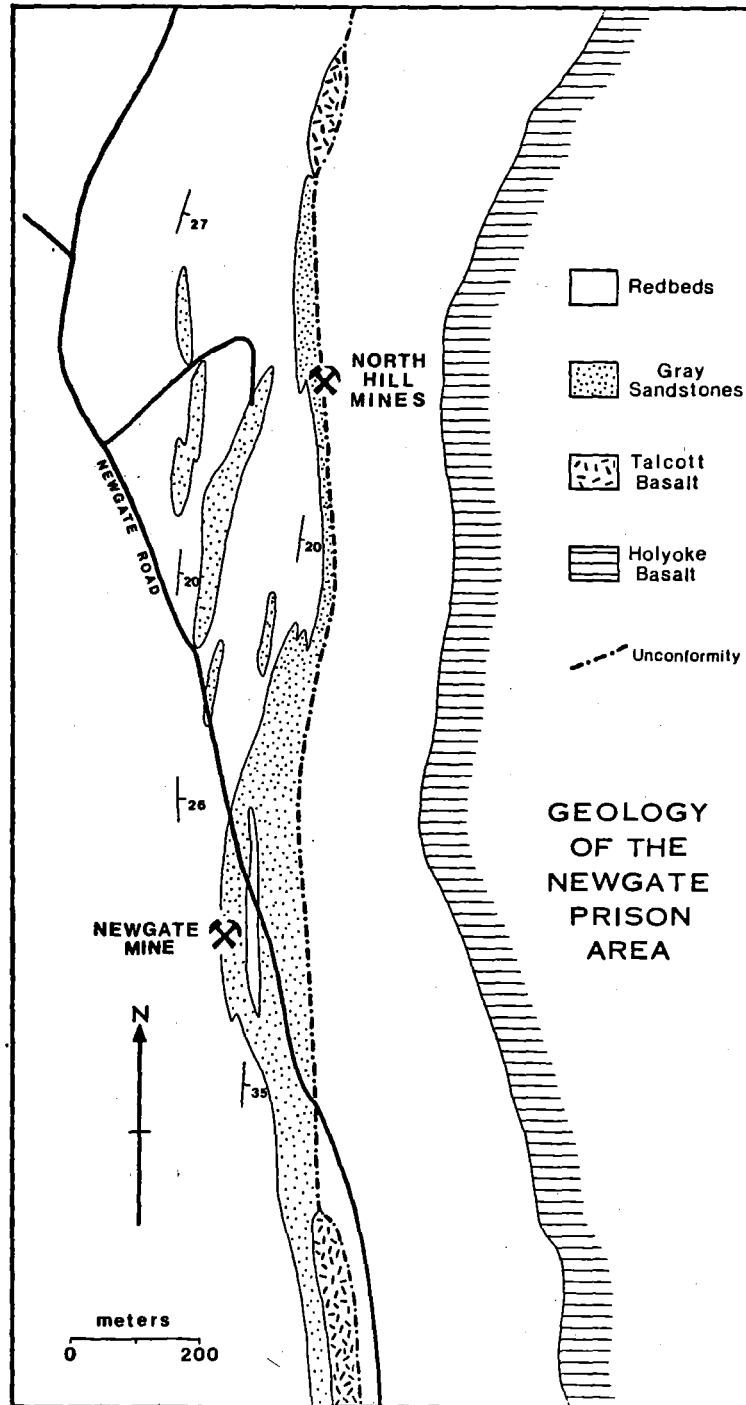 27
Redbeds
NORTH
HILL
MINES
Gray
Sandstones
Talcott
Basalt
NEWGATE ROAD
20
20
Holyoke
Basalt
Unconformity
26
GEOLOGY
OF THE
NEWGATE
PRISON
AREA
NEWGATE
MINE
N
35
meters
0 200